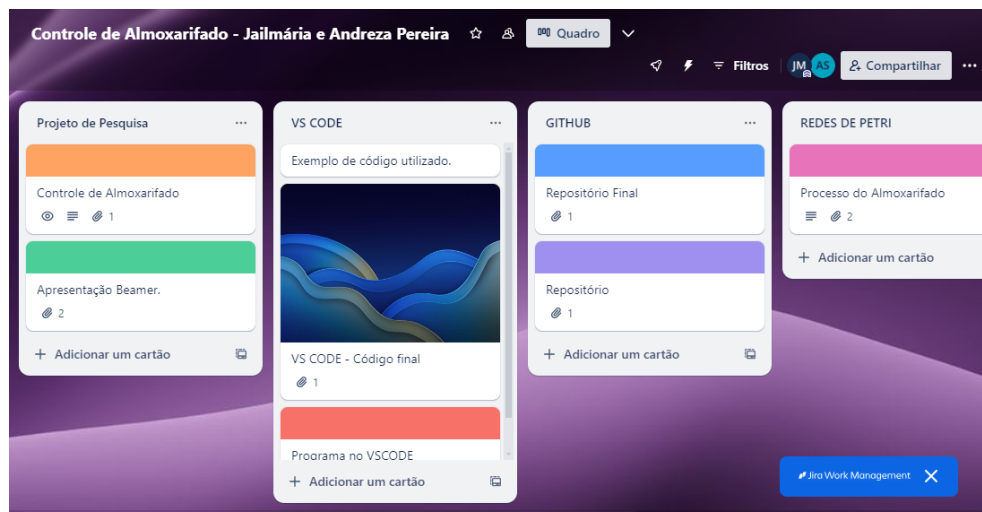 Controle de Almoxarifado - Jailmária e Andreza Pereira
Quadro
Filtros
JM
AS
Compartilhar
Projeto de Pesquisa
Controle de Almoxarifado
1
Apresentação Beamer.
2
+ Adicionar um cartão
VS CODE
Exemplo de código utilizado.
VS CODE - Código final
1
Programa no VSCODE
+ Adicionar um cartão
GITHUB
Repositório Final
1
Repositório
1
+ Adicionar um cartão
REDES DE PETRI
Processo do Almoxarifado
2
+ Adicionar um cartão
Jira Work Management